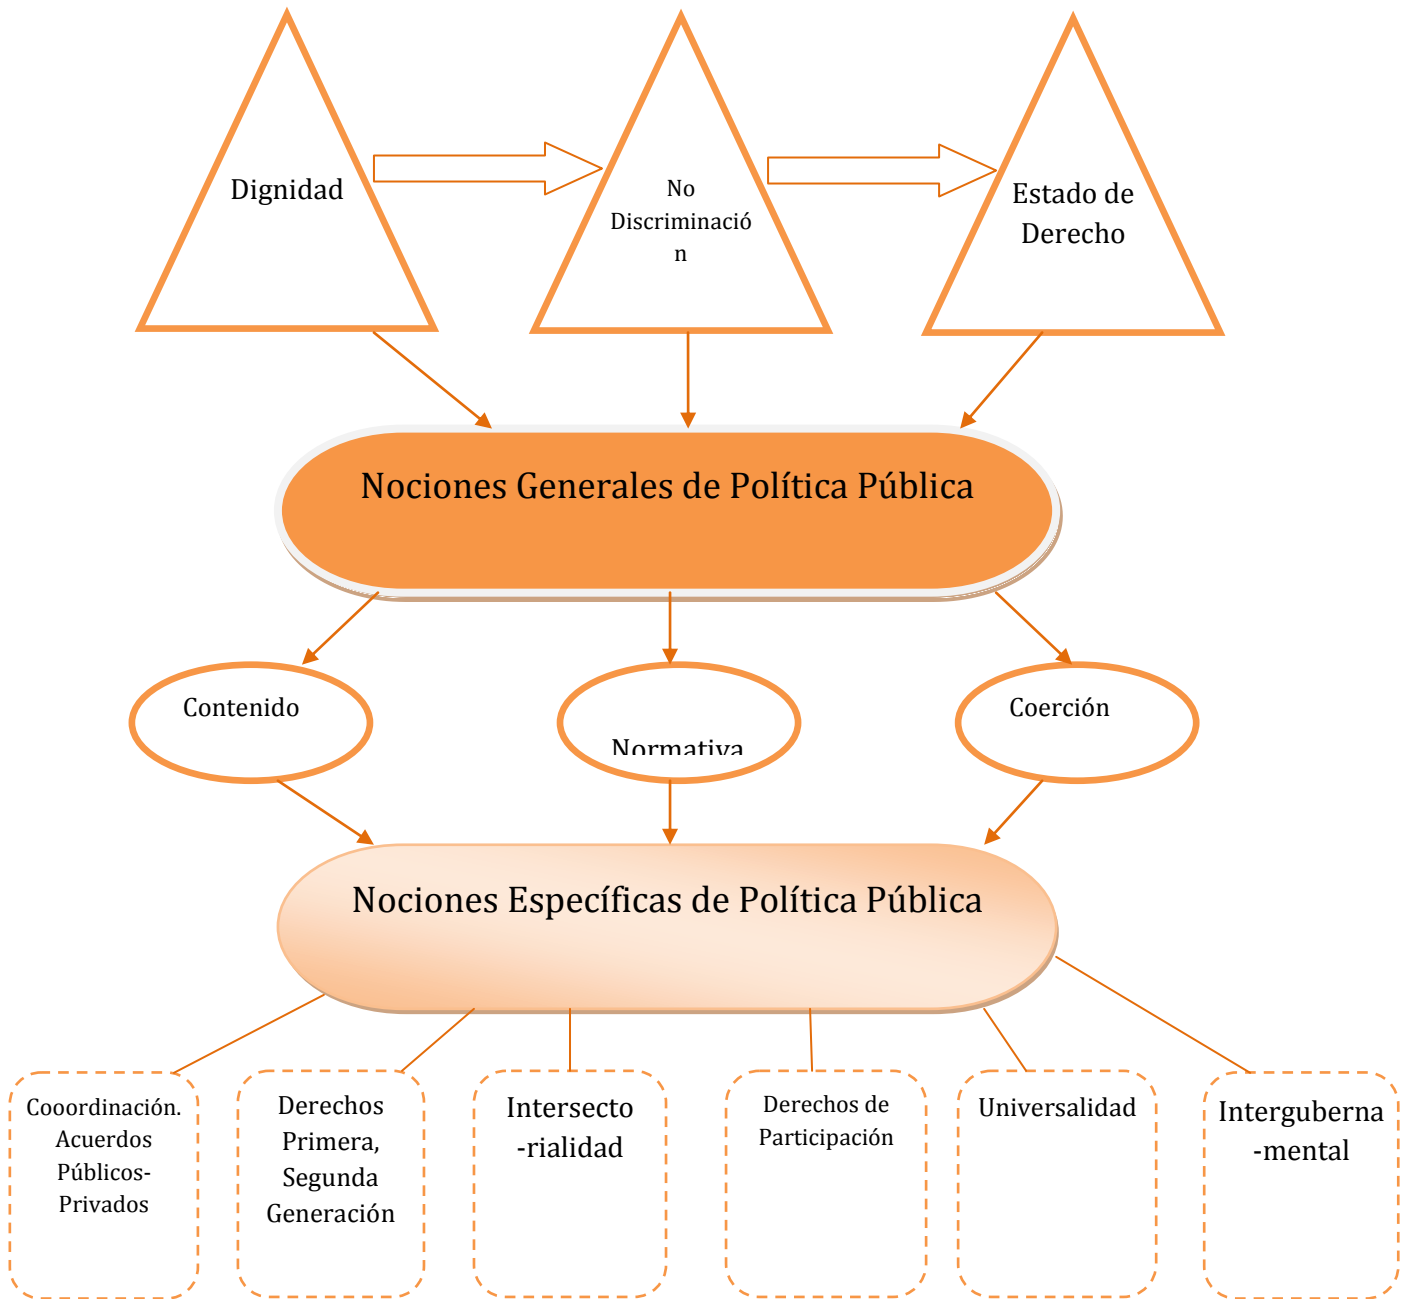 Dignidad
No
Discriminació
n
Estado de
Derecho
Nociones Generales de Política Pública
Contenido
Normativa
Coerción
Nociones Específicas de Política Pública
Cooordinación.
Acuerdos
Públicos-
Privados
Derechos
Primera,
Segunda
Generación
Intersecto
-rialidad
Derechos de
Participación
Universalidad
Interguberna
-mental